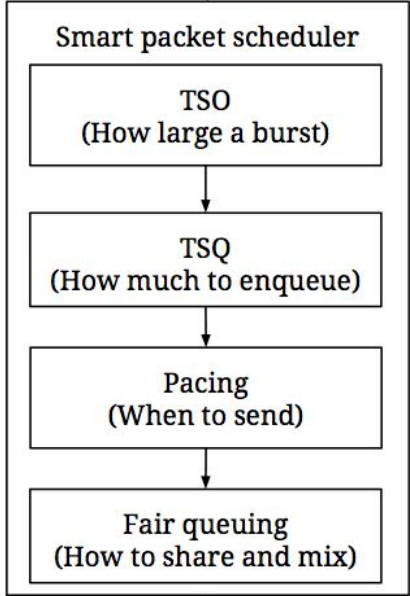 Smart packet scheduler
TSO
(How large a burst)
TSQ
(How much to enqueue)
Pacing
(When to send)
Fair queuing
(How to share and mix)